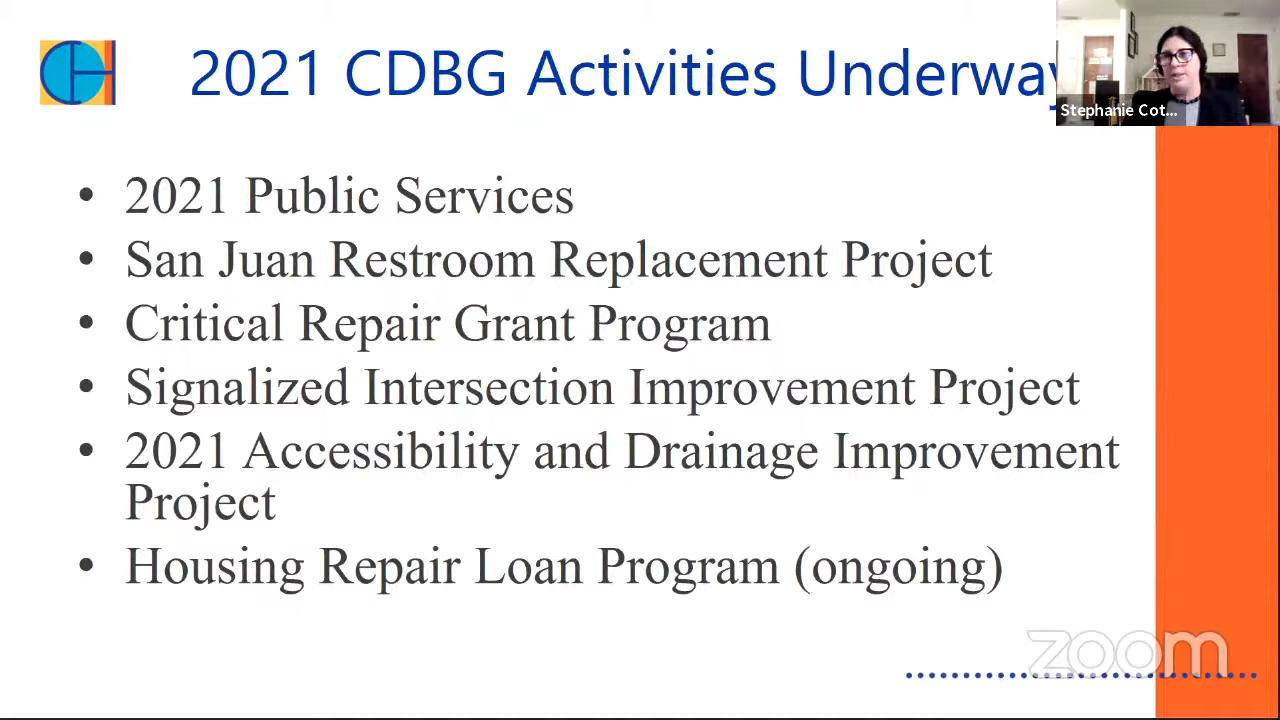 2021 CDBG Activities Underway
Stephanie Cot...
• 2021 Public Services
• San Juan Restroom Replacement Project
• Critical Repair Grant Program
• Signalized Intersection Improvement Project
• 2021 Accessibility and Drainage Improvement
Project
• Housing Repair Loan Program (ongoing)
zoom